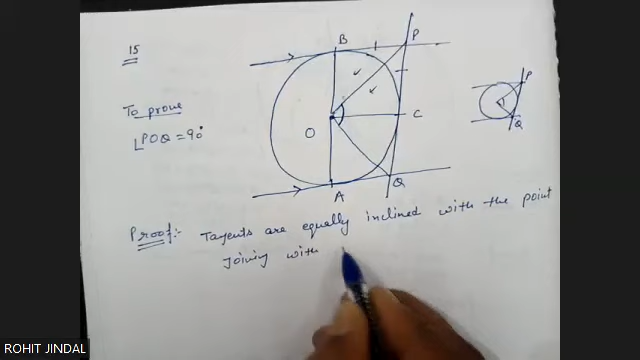 15
To prove
∟POQ = 90°
B
P
O
C
A
Q
P
Q
Proof:- Tangents are equally inclined with the point
Joining with
ROHIT JINDAL